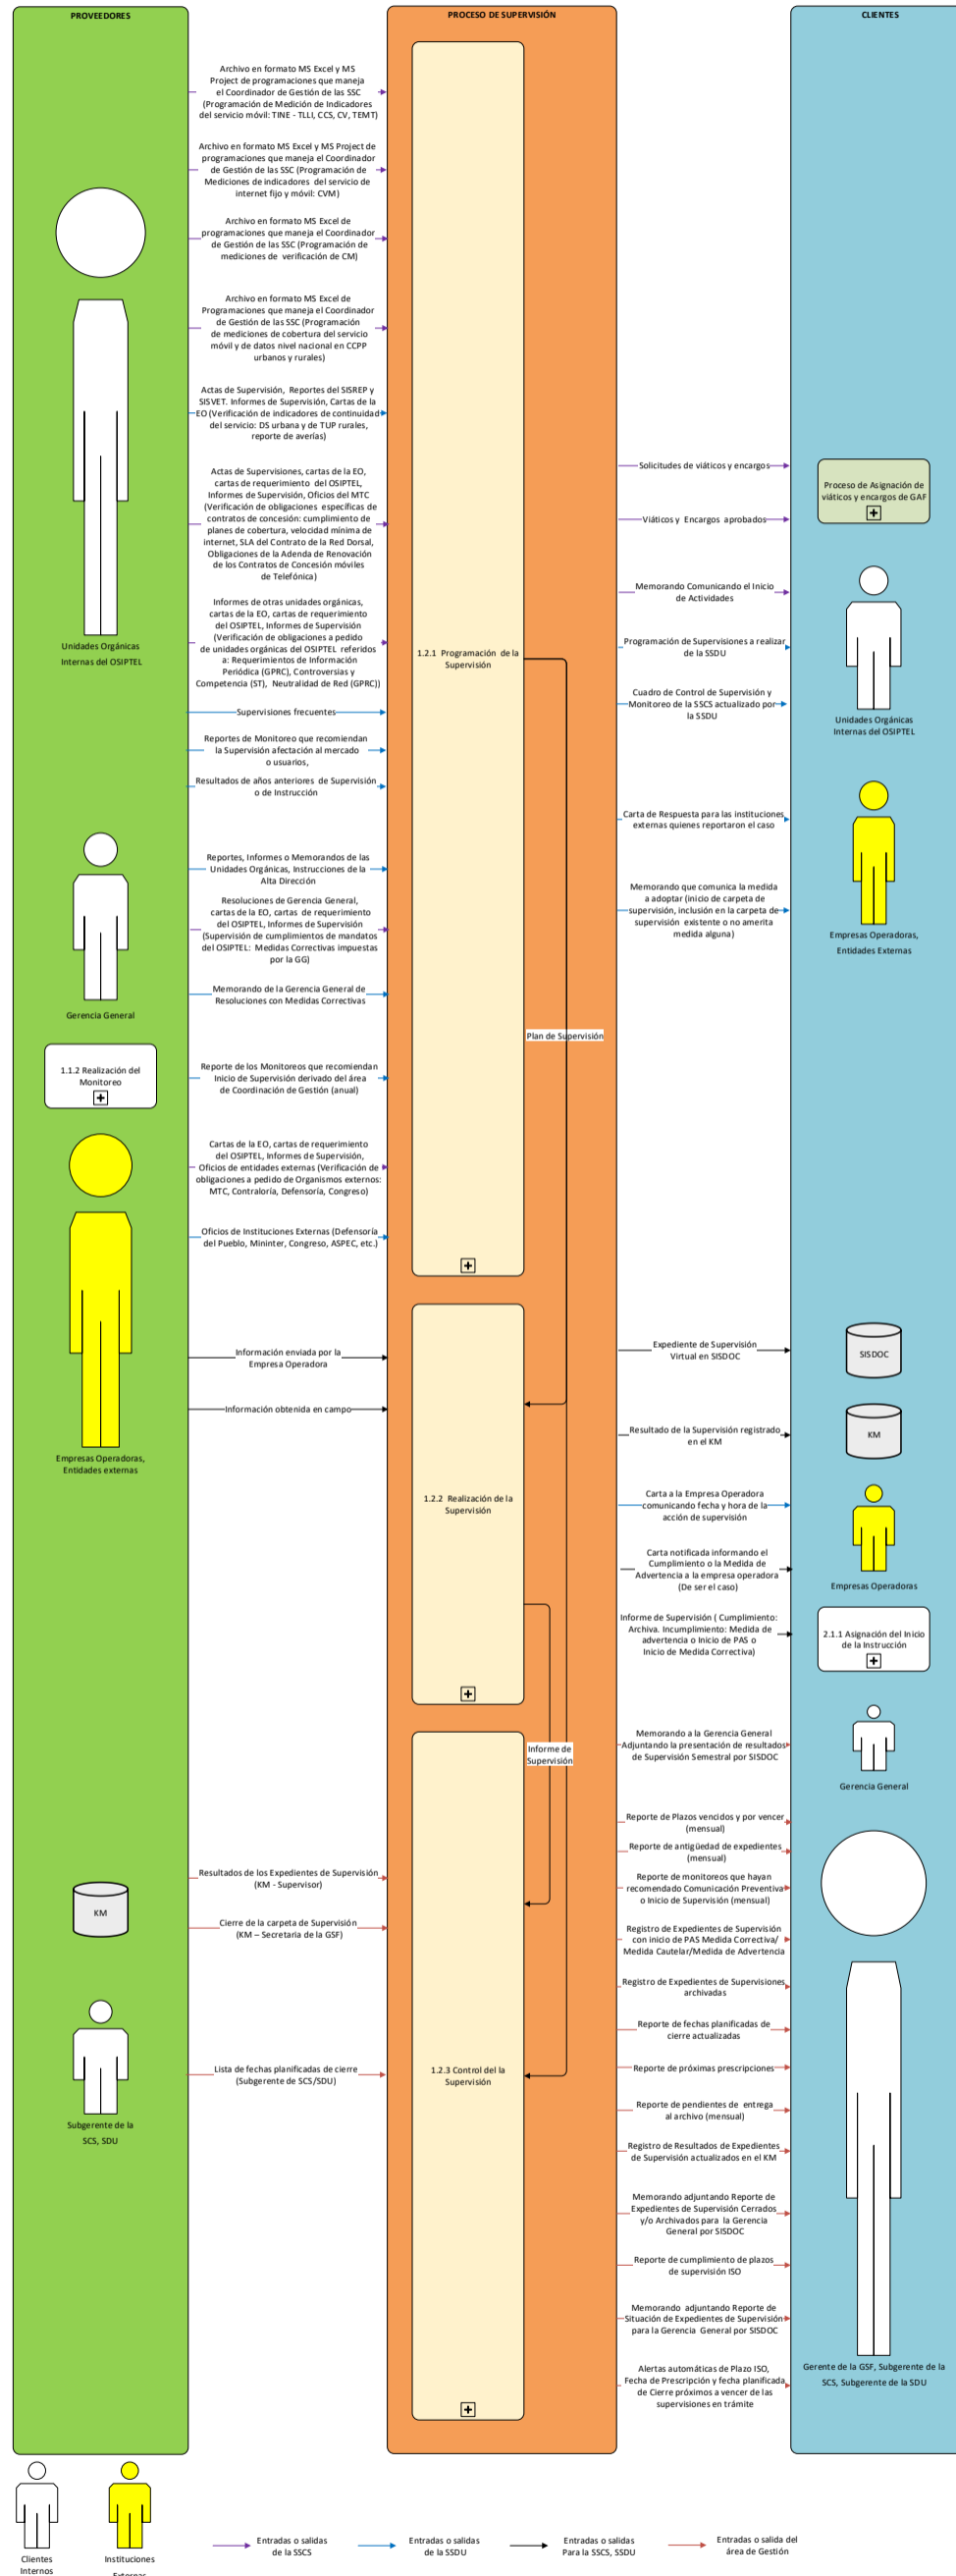 PROVEEDORES
PROCESO DE SUPERVISIÓN
CLIENTES
Archivo en formato MS Excel y MS
Project de programaciones que maneja
el Coordinador de Gestión de las SSC
(Programación de Medición de Indicadores
del servicio móvil: TINE - TLLI, CCS, CV, TEMT)
Archivo en formato MS Excel y MS Project de
programaciones que maneja el Coordinador
de Gestión de las SSC (Programación de
Mediciones de indicadores del servicio de
internet fijo y móvil: CVM)
Archivo en formato MS Excel de
programaciones que maneja el Coordinador
de Gestión de las SSC (Programación de
mediciones de verificación de CM)
Archivo en formato MS Excel de
Programaciones que maneja el Coordinador
de Gestión de las SSC (Programación
de mediciones de cobertura del servicio
móvil y de datos nivel nacional en CCPP
urbanos y rurales)
Actas de Supervisión, Reportes del SISREP y
SISVET. Informes de Supervisión, Cartas de la
EO (Verificación de indicadores de continuidad
del servicio: DS urbana y de TUP rurales,
reporte de averías)
Actas de Supervisiones, cartas de la EO,
cartas de requerimiento del OSIPTEL,
Informes de Supervisión, Oficios del MTC
(Verificación de obligaciones específicas de
contratos de concesión: cumplimiento de
planes de cobertura, velocidad mínima de
internet, SLA del Contrato de la Red Dorsal,
Obligaciones de la Adenda de Renovación
de los Contratos de Concesión móviles
de Telefónica)
Informes de otras unidades orgánicas,
cartas de la EO, cartas de requerimiento
del OSIPTEL, Informes de Supervisión
(Verificación de obligaciones a pedido
de unidades orgánicas del OSIPTEL referidos
a: Requerimientos de Información
Periódica (GPRC), Controversias y
Competencia (ST), Neutralidad de Red (GPRC))
Unidades Orgánicas
Internas del OSIPTEL
Supervisiones frecuentes
Reportes de Monitoreo que recomiendan
la Supervisión afectación al mercado
o usuarios,
Resultados de años anteriores de Supervisión
o de Instrucción
Reportes, Informes o Memorandos de las
Unidades Orgánicas, Instrucciones de la
Alta Dirección
Resoluciones de Gerencia General,
cartas de la EO, cartas de requerimiento
del OSIPTEL, Informes de Supervisión
(Supervisión de cumplimientos de mandatos
del OSIPTEL: Medidas Correctivas impuestas
por la GG)
Memorando de la Gerencia General de
Resoluciones con Medidas Correctivas
Gerencia General
1.1.2 Realización del
Monitoreo
Reporte de los Monitoreos que recomiendan
Inicio de Supervisión derivado del área
de Coordinación de Gestión (anual)
Cartas de la EO, cartas de requerimiento
del OSIPTEL, Informes de Supervisión,
Oficios de entidades externas (Verificación de
obligaciones a pedido de Organismos externos:
MTC, Contraloría, Defensoría, Congreso)
Oficios de Instituciones Externas (Defensoría
del Pueblo, Mininter, Congreso, ASPEC, etc.)
Información enviada por la
Empresa Operadora
Información obtenida en campo
Empresas Operadoras,
Entidades externas
Resultados de los Expedientes de Supervisión
(KM - Supervisor)
KM
Cierre de la carpeta de Supervisión
(KM – Secretaria de la GSF)
Lista de fechas planificadas de cierre
(Subgerente de SCS/SDU)
Subgerente de la
SCS, SDU
1.2.1 Programación de la
Supervisión
Plan de Supervisión
1.2.2 Realización de la
Supervisión
Informe de
Supervisión
1.2.3 Control del la
Supervisión
Solicitudes de viáticos y encargos
Viáticos y Encargos aprobados
Proceso de Asignación de
viáticos y encargos de GAF
Memorando Comunicando el Inicio
de Actividades
Programación de Supervisiones a realizar
de la SSDU
Cuadro de Control de Supervisión y
Monitoreo de la SSCS actualizado por
la SSDU
Unidades Orgánicas
Internas del OSIPTEL
Carta de Respuesta para las instituciones
externas quienes reportaron el caso
Memorando que comunica la medida
a adoptar (inicio de carpeta de
supervisión, inclusión en la carpeta de
supervisión existente o no amerita
medida alguna)
Empresas Operadoras,
Entidades Externas
Expediente de Supervisión
Virtual en SISDOC
SISDOC
Resultado de la Supervisión registrado
en el KM
KM
Carta a la Empresa Operadora
comunicando fecha y hora de la
acción de supervisión
Carta notificada informando el
Cumplimiento o la Medida de
Advertencia a la empresa operadora
(De ser el caso)
Empresas Operadoras
Informe de Supervisión ( Cumplimiento:
Archiva. Incumplimiento: Medida de
advertencia o Inicio de PAS o
Inicio de Medida Correctiva)
2.1.1 Asignación del Inicio
de la Instrucción
Memorando a la Gerencia General
Adjuntando la presentación de resultados
de Supervisión Semestral por SISDOC
Gerencia General
Reporte de Plazos vencidos y por vencer
(mensual)
Reporte de antigüedad de expedientes
(mensual)
Reporte de monitoreos que hayan
recomendado Comunicación Preventiva
o Inicio de Supervisión (mensual)
Registro de Expedientes de Supervisión
con inicio de PAS Medida Correctiva/
Medida Cautelar/Medida de Advertencia
Registro de Expedientes de Supervisiones
archivadas
Reporte de fechas planificadas de
cierre actualizadas
Reporte de próximas prescripciones
Reporte de pendientes de entrega
al archivo (mensual)
Registro de Resultados de Expedientes
de Supervisión actualizados en el KM
Memorando adjuntando Reporte de
Expedientes de Supervisión Cerrados
y/o Archivados para la Gerencia
General por SISDOC
Reporte de cumplimiento de plazos
de supervisión ISO
Memorando adjuntando Reporte de
Situación de Expedientes de Supervisión
para la Gerencia General por SISDOC
Alertas automáticas de Plazo ISO,
Fecha de Prescripción y fecha planificada
de Cierre próximos a vencer de las
supervisiones en trámite
Gerente de la GSF, Subgerente de la
SCS, Subgerente de la SDU
Clientes
Internos
Instituciones
Externas
Entradas o salidas
de la SSCS
Entradas o salidas
de la SSDU
Entradas o salidas
Para la SSCS, SSDU
Entradas o salida del
área de Gestión